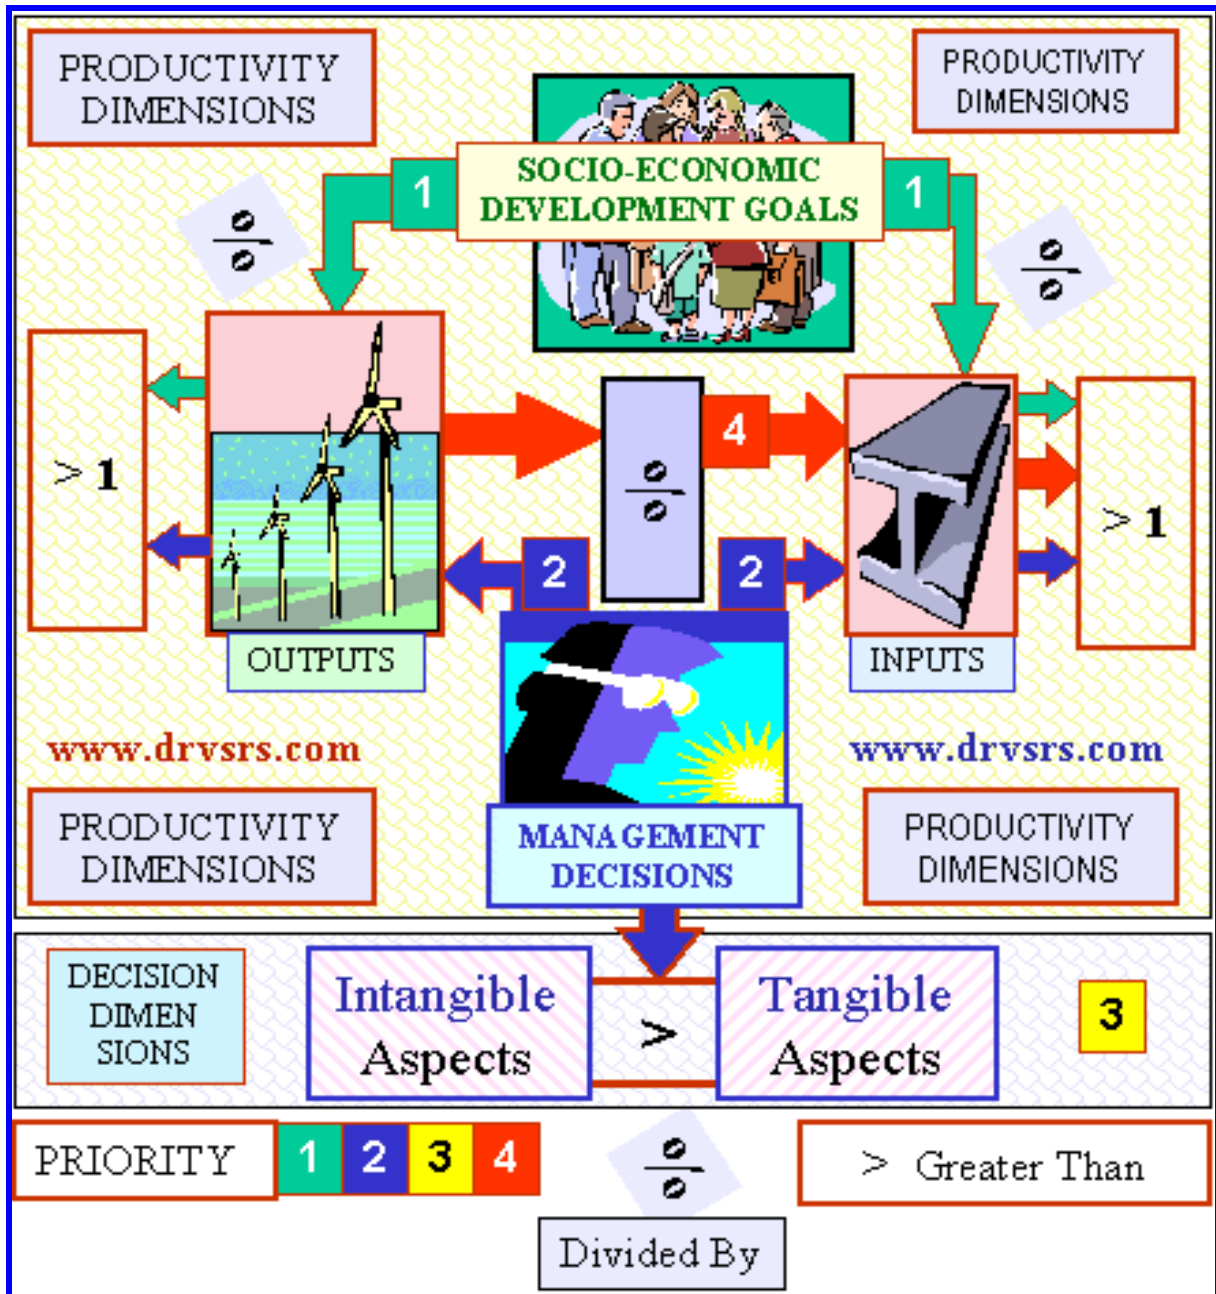 PRODUCTIVITY
DIMENSIONS
PRODUCTIVITY
DIMENSIONS
SOCIO-ECONOMIC
DEVELOPMENT GOALS
1
1
÷
÷
> 1
÷
4
> 1
2
2
OUTPUTS
INPUTS
www.drvsrs.com
www.drvsrs.com
PRODUCTIVITY
DIMENSIONS
MANAGEMENT
DECISIONS
PRODUCTIVITY
DIMENSIONS
DECISION
DIMEN
SIONS
Intangible
Aspects
>
Tangible
Aspects
3
PRIORITY 1 2 3 4
÷
> Greater Than
Divided By